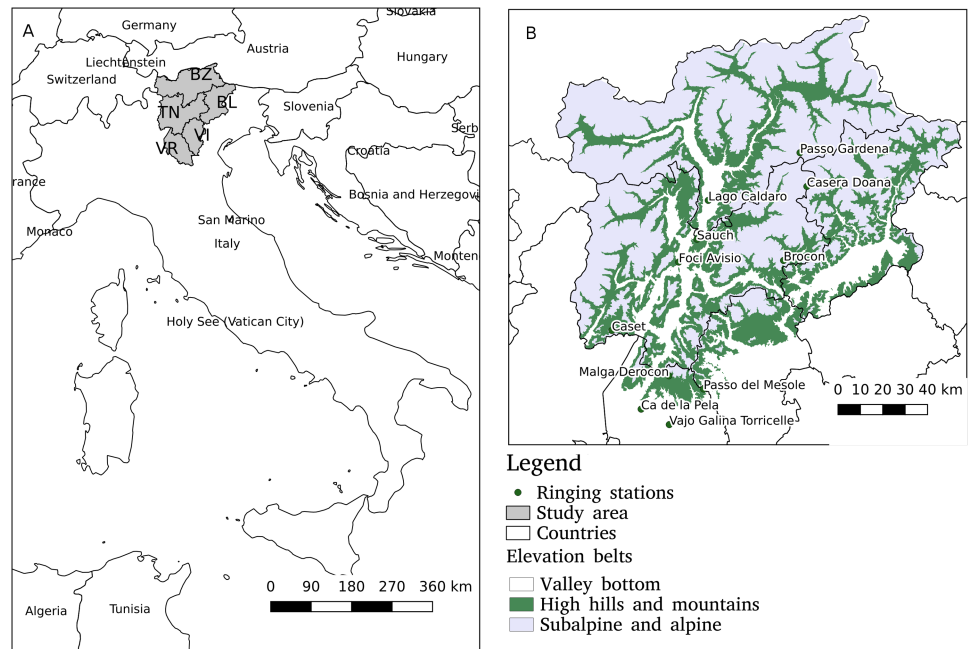 A
Slovakia
Germany
Austria
Hungary
Liechtenstein
Switzerland
BZ
BL
TN
Slovenia
VI
Serb
VR
Croatia
rance
Bosnia and Herzegovi
San Marino
Monaco
Italy
Monten
Holy See (Vatican City)
0 90 180 270 360 km
Algeria
Tunisia
B
Passo Gardena
Casera Doana
Lago Caldaro
Sauch
Foci Avisio
Brocon
Caset
Malga Derocon
Passo del Mesole
Ca de la Pela
Vajo Galina Torricelle
0 10 20 30 40 km
Legend
Ringing stations
Study area
Countries
Elevation belts
Valley bottom
High hills and mountains
Subalpine and alpine